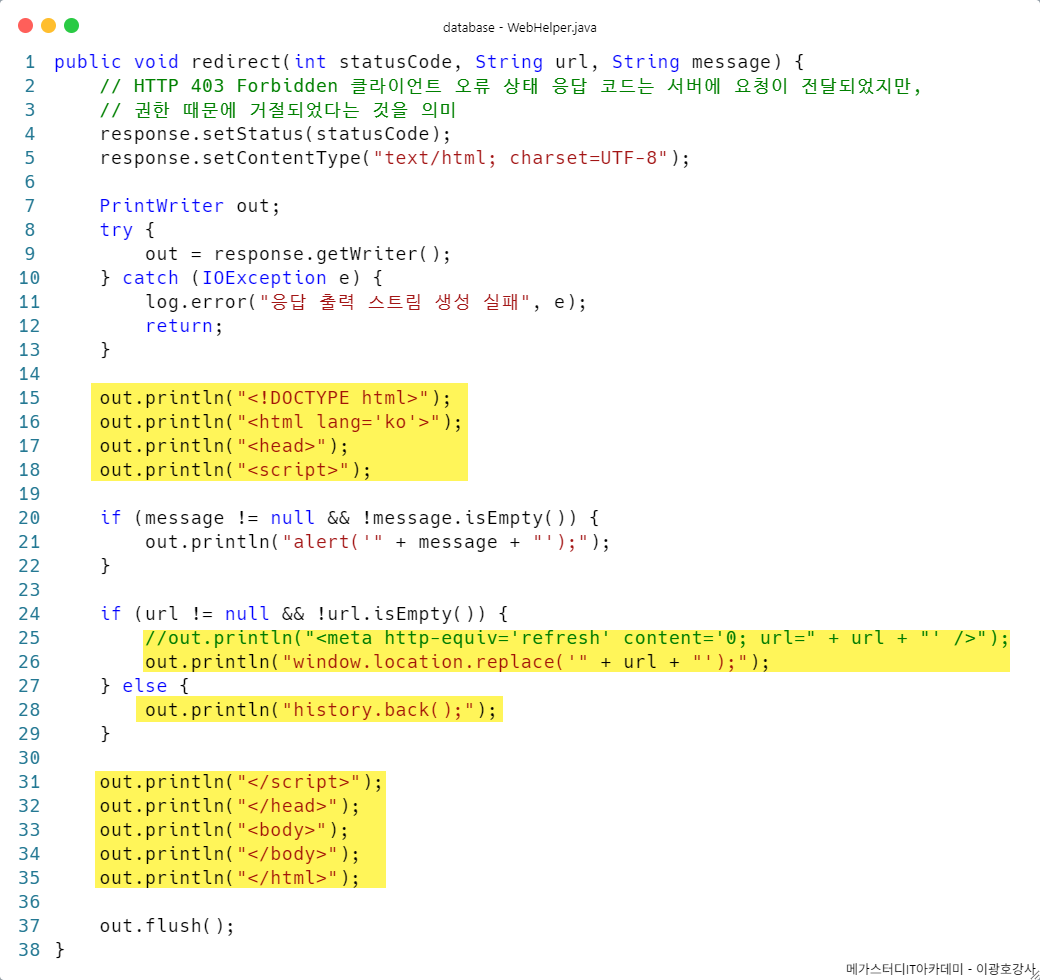 database - WebHelper.java
1 public void redirect(int statusCode, String url, String message) {
2     // HTTP 403 Forbidden 클라이언트 오류 상태 응답 코드는 서버에 요청이 전달되었지만,
3     // 권한 때문에 거절되었다는 것을 의미
4     response.setStatus(statusCode);
5     response.setContentType("text/html; charset=UTF-8");
6
7     PrintWriter out;
8     try {
9         out = response.getWriter();
10     } catch (IOException e) {
11         log.error("응답 출력 스트림 생성 실패", e);
12         return;
13     }
14
15     out.println("<!DOCTYPE html>");
16     out.println("<html lang='ko'>");
17     out.println("<head>");
18     out.println("<script>");
19
20     if (message != null && !message.isEmpty()) {
21         out.println("alert('" + message + "');");
22     }
23
24     if (url != null && !url.isEmpty()) {
25         //out.println("<meta http-equiv='refresh' content='0; url=" + url + "' />");
26         out.println("window.location.replace('" + url + "');");
27     } else {
28         out.println("history.back();");
29     }
30
31     out.println("</script>");
32     out.println("</head>");
33     out.println("<body>");
34     out.println("</body>");
35     out.println("</html>");
36
37     out.flush();
38 }
메가스터디IT아카데미 - 이광호강사